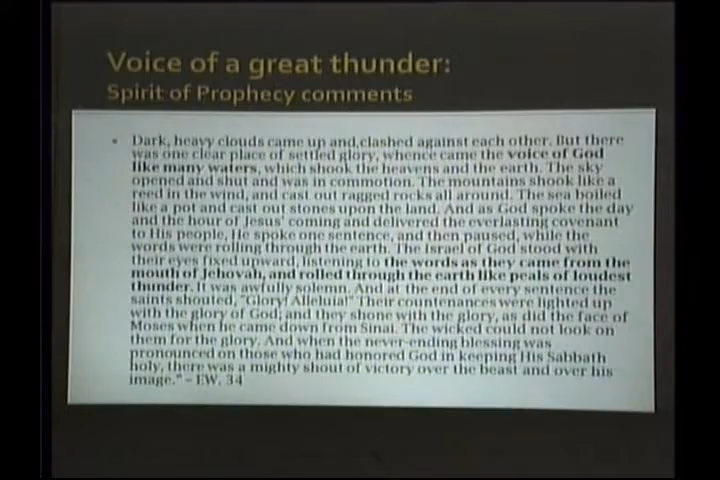 Voice of a great thunder:
Spirit of Prophecy comments
• Dark, heavy clouds came up and,clashed against each other. But there
was one clear place of settled glory, whence came the voice of God
like many waters, which shook the heavens and the earth. The sky
opened and shut and was in commotion. The mountains shook like a
reed in the wind, and cast out ragged rocks all around. The sea boiled
like a pot and cast out stones upon the land. And as God spoke the day
and the hour of Jesus' coming and delivered the everlasting covenant
to His people, He spoke one sentence, and then paused, while the
words were rolling through the earth. The Israel of God stood with
their eyes fixed upward, listening to the words as they came from the
mouth of Jehovah, and rolled through the earth like peals of loudest
thunder. It was awfully solemn. And at the end of every sentence the
saints shouted, "Glory! Alleluia!" Their countenances were lighted up
with the glory of God; and they shone with the glory, as did the face of
Moses when he came down from Sinai. The wicked could not look on
them for the glory. And when the never-ending blessing was
pronounced on those who had honored God in keeping His Sabbath
holy, there was a mighty shout of victory over the beast and over his
image." – EW. 34